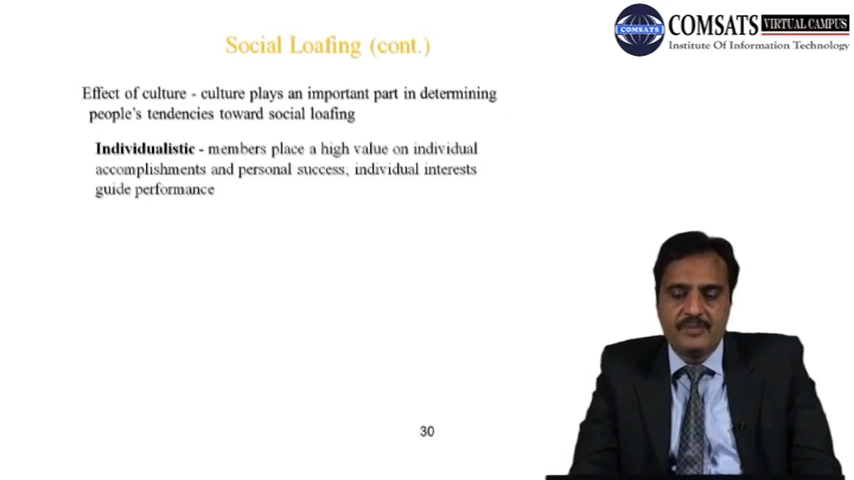 Social Loafing (cont.)
COMSATS
COMSATS VIRTUAL CAMPUS
Institute Of Information Technology
Effect of culture - culture plays an important part in determining
people's tendencies toward social loafing
Individualistic - members place a high value on individual
accomplishments and personal success; individual interests
guide performance
30